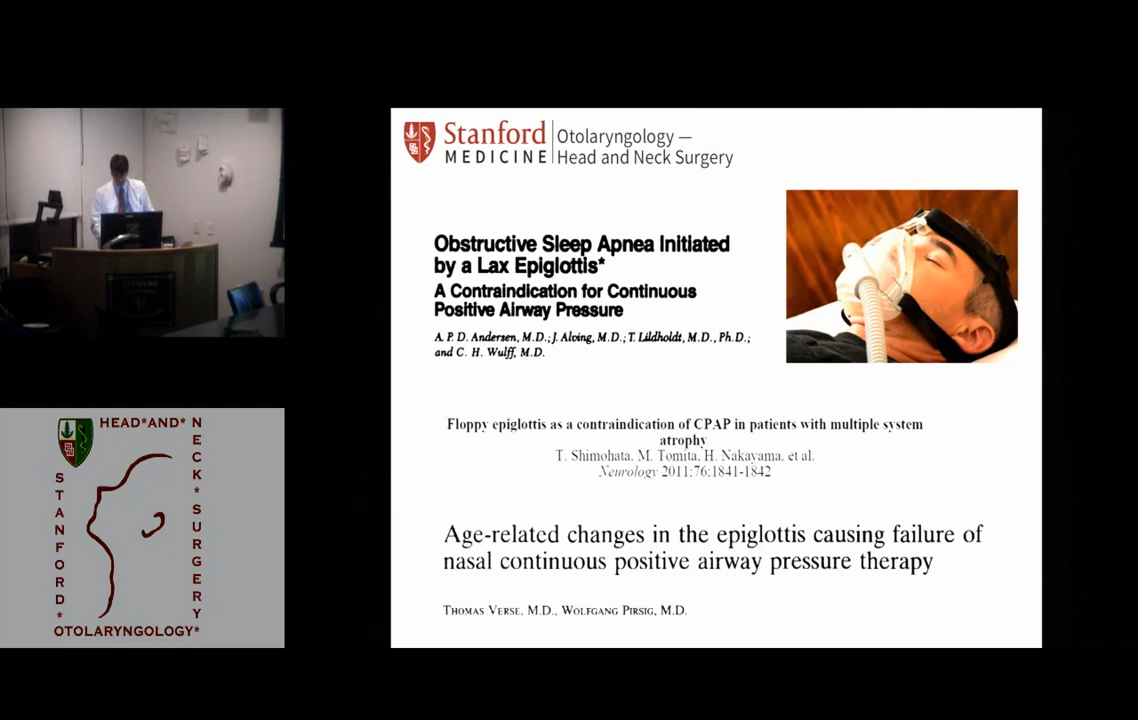 Stanford
MEDICINE
Otolaryngology —
Head and Neck Surgery
Obstructive Sleep Apnea Initiated
by a Lax Epiglottis*
A Contraindication for Continuous
Positive Airway Pressure
A. P. D. Andersen, M.D.; J. Alving, M.D.; T. Lildholdt, M.D., Ph.D.;
and C. H. Wulff, M.D.
Floppy epiglottis as a contraindication of CPAP in patients with multiple system
atrophy
T. Shimohata, M. Tomita, H. Nakayama, et al.
Neurology 2011;76;1841-1842
Age-related changes in the epiglottis causing failure of
nasal continuous positive airway pressure therapy
THOMAS VERSE, M.D., WOLFGANG PIRSIG, M.D.
STANFORD*
HEAD*AND*
NECK*SURGERY
OTOLARYNGOLOGY*